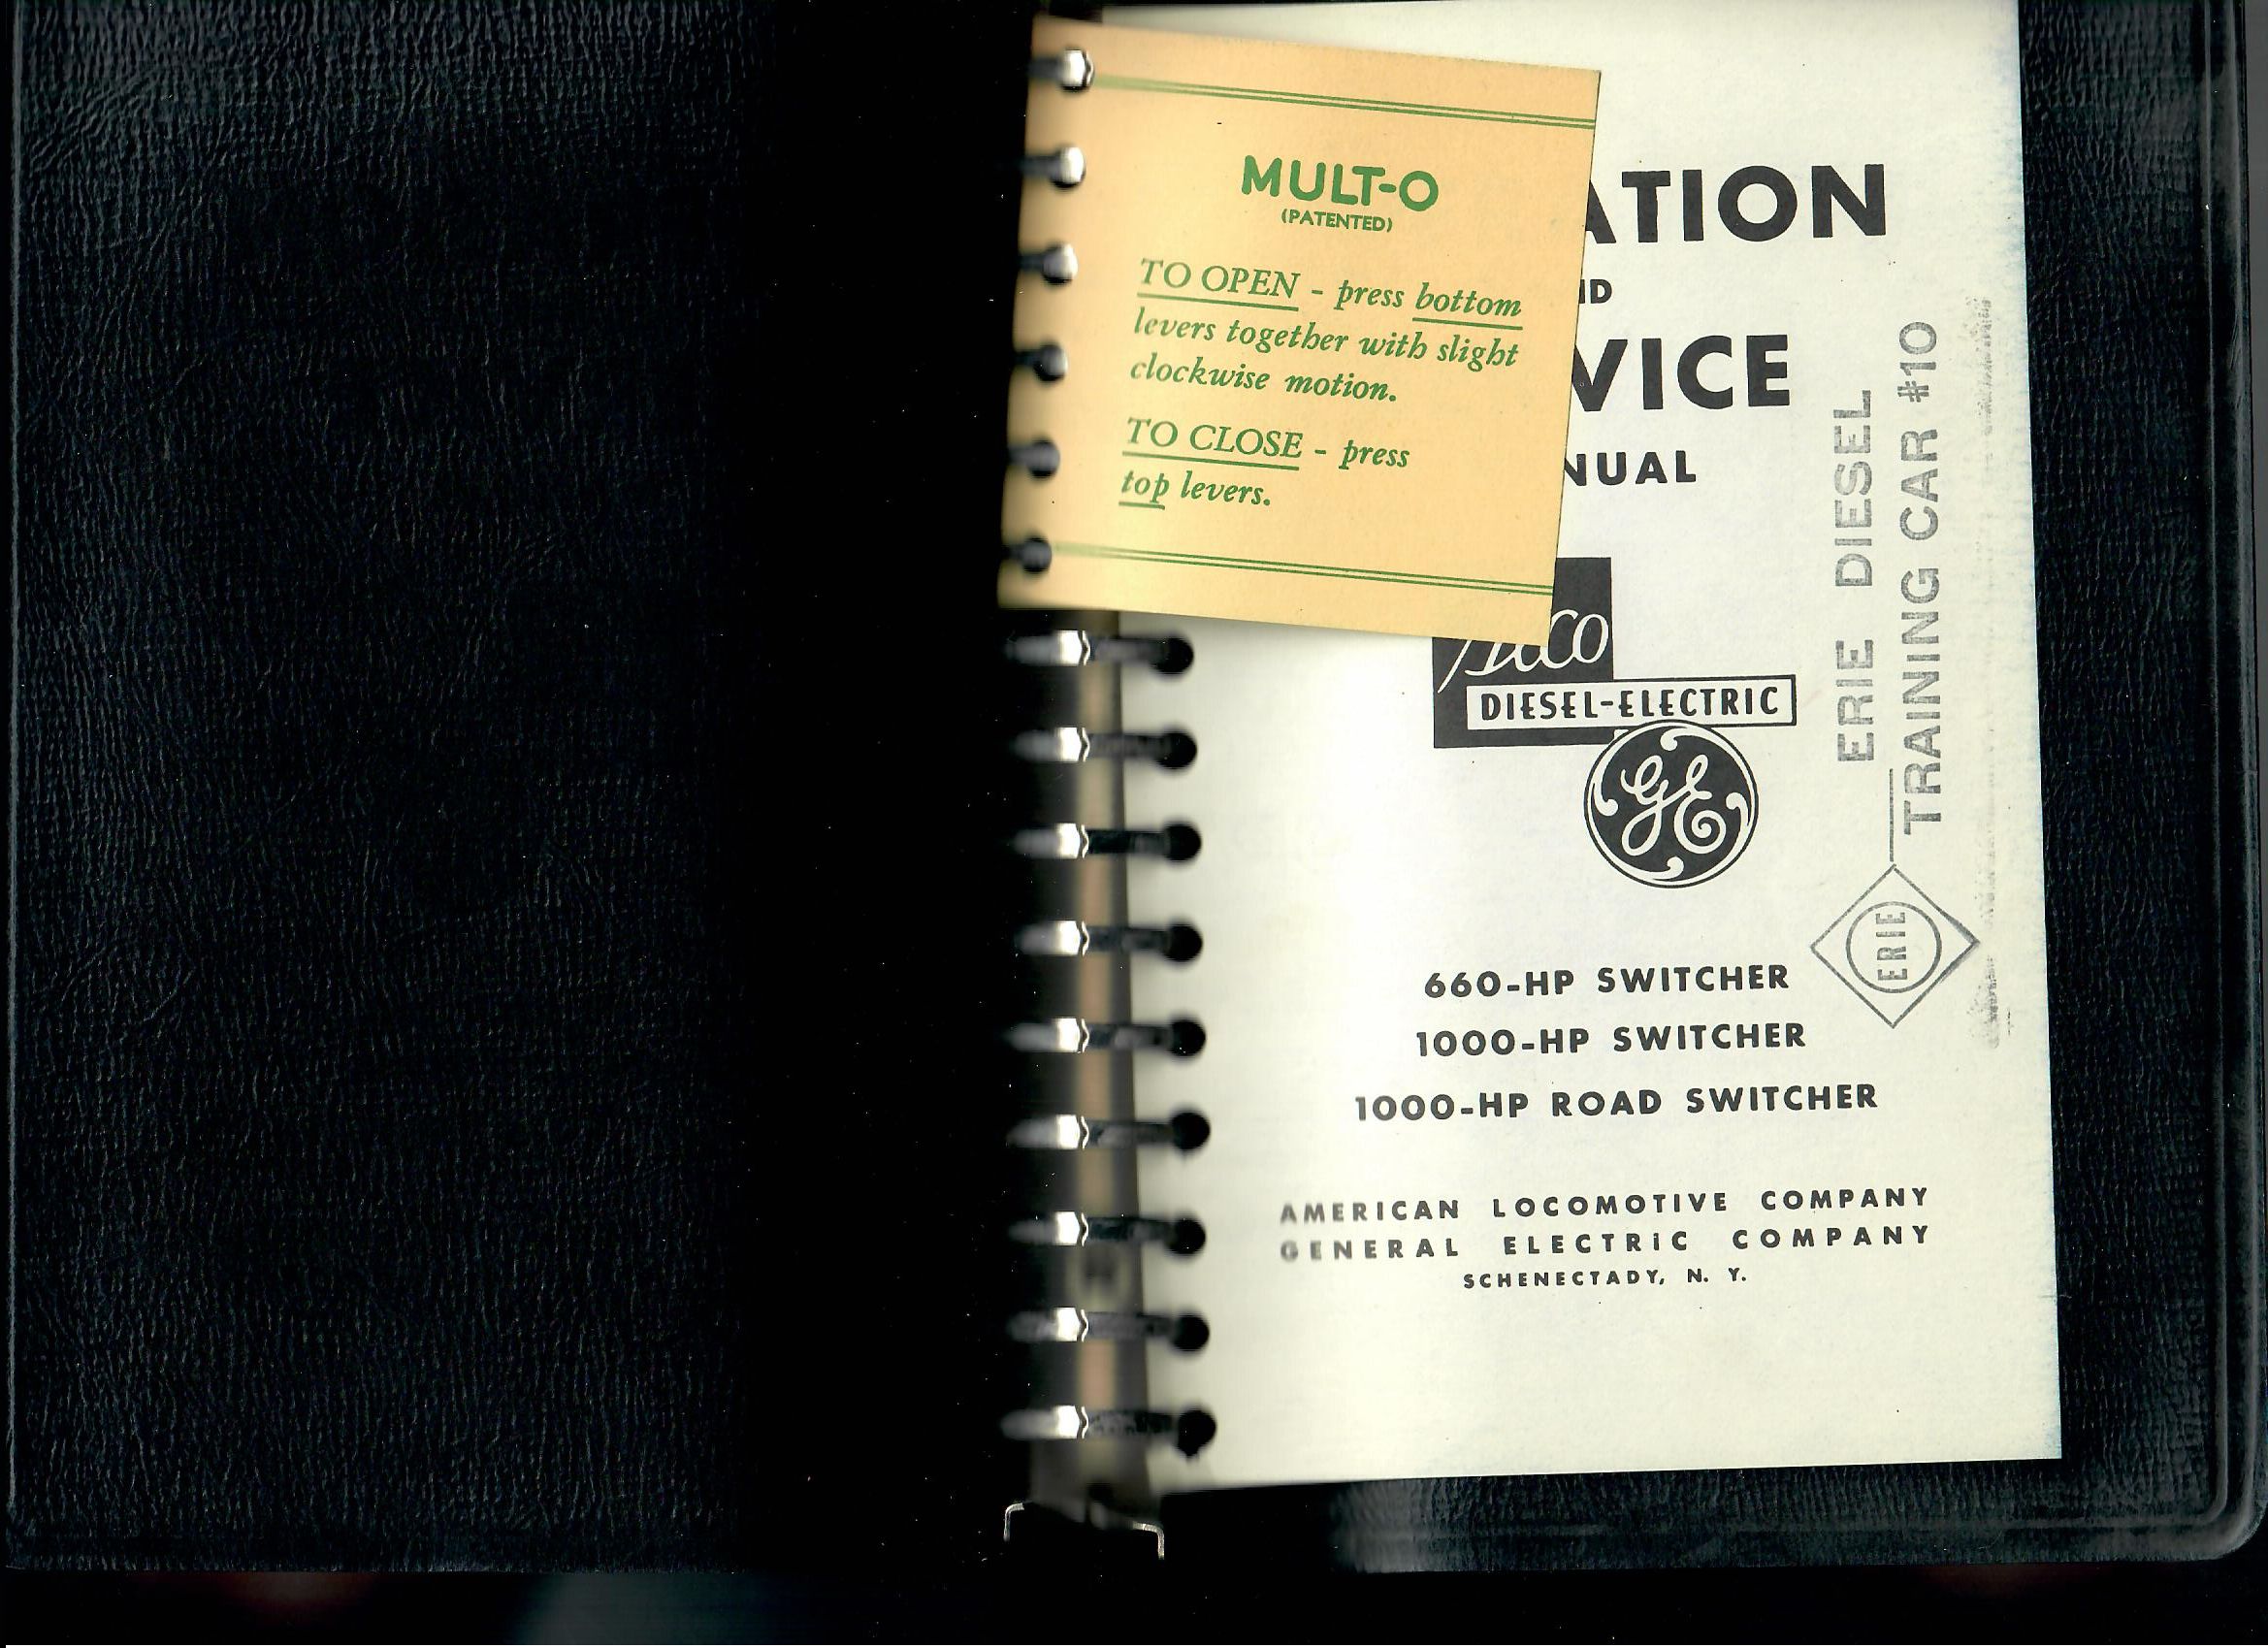 MULT-O
(PATENTED)
TO OPEN - press bottom
levers together with slight
clockwise motion.
TO CLOSE - press
top levers.
ATION
ND
VICE
NUAL
Alco
DIESEL-ELECTRIC
GE
660-HP SWITCHER
1000-HP SWITCHER
1000-HP ROAD SWITCHER
AMERICAN LOCOMOTIVE COMPANY
GENERAL ELECTRIC COMPANY
SCHENECTADY, N. Y.
ERIE DIESEL
TRAINING CAR #10
ERIE